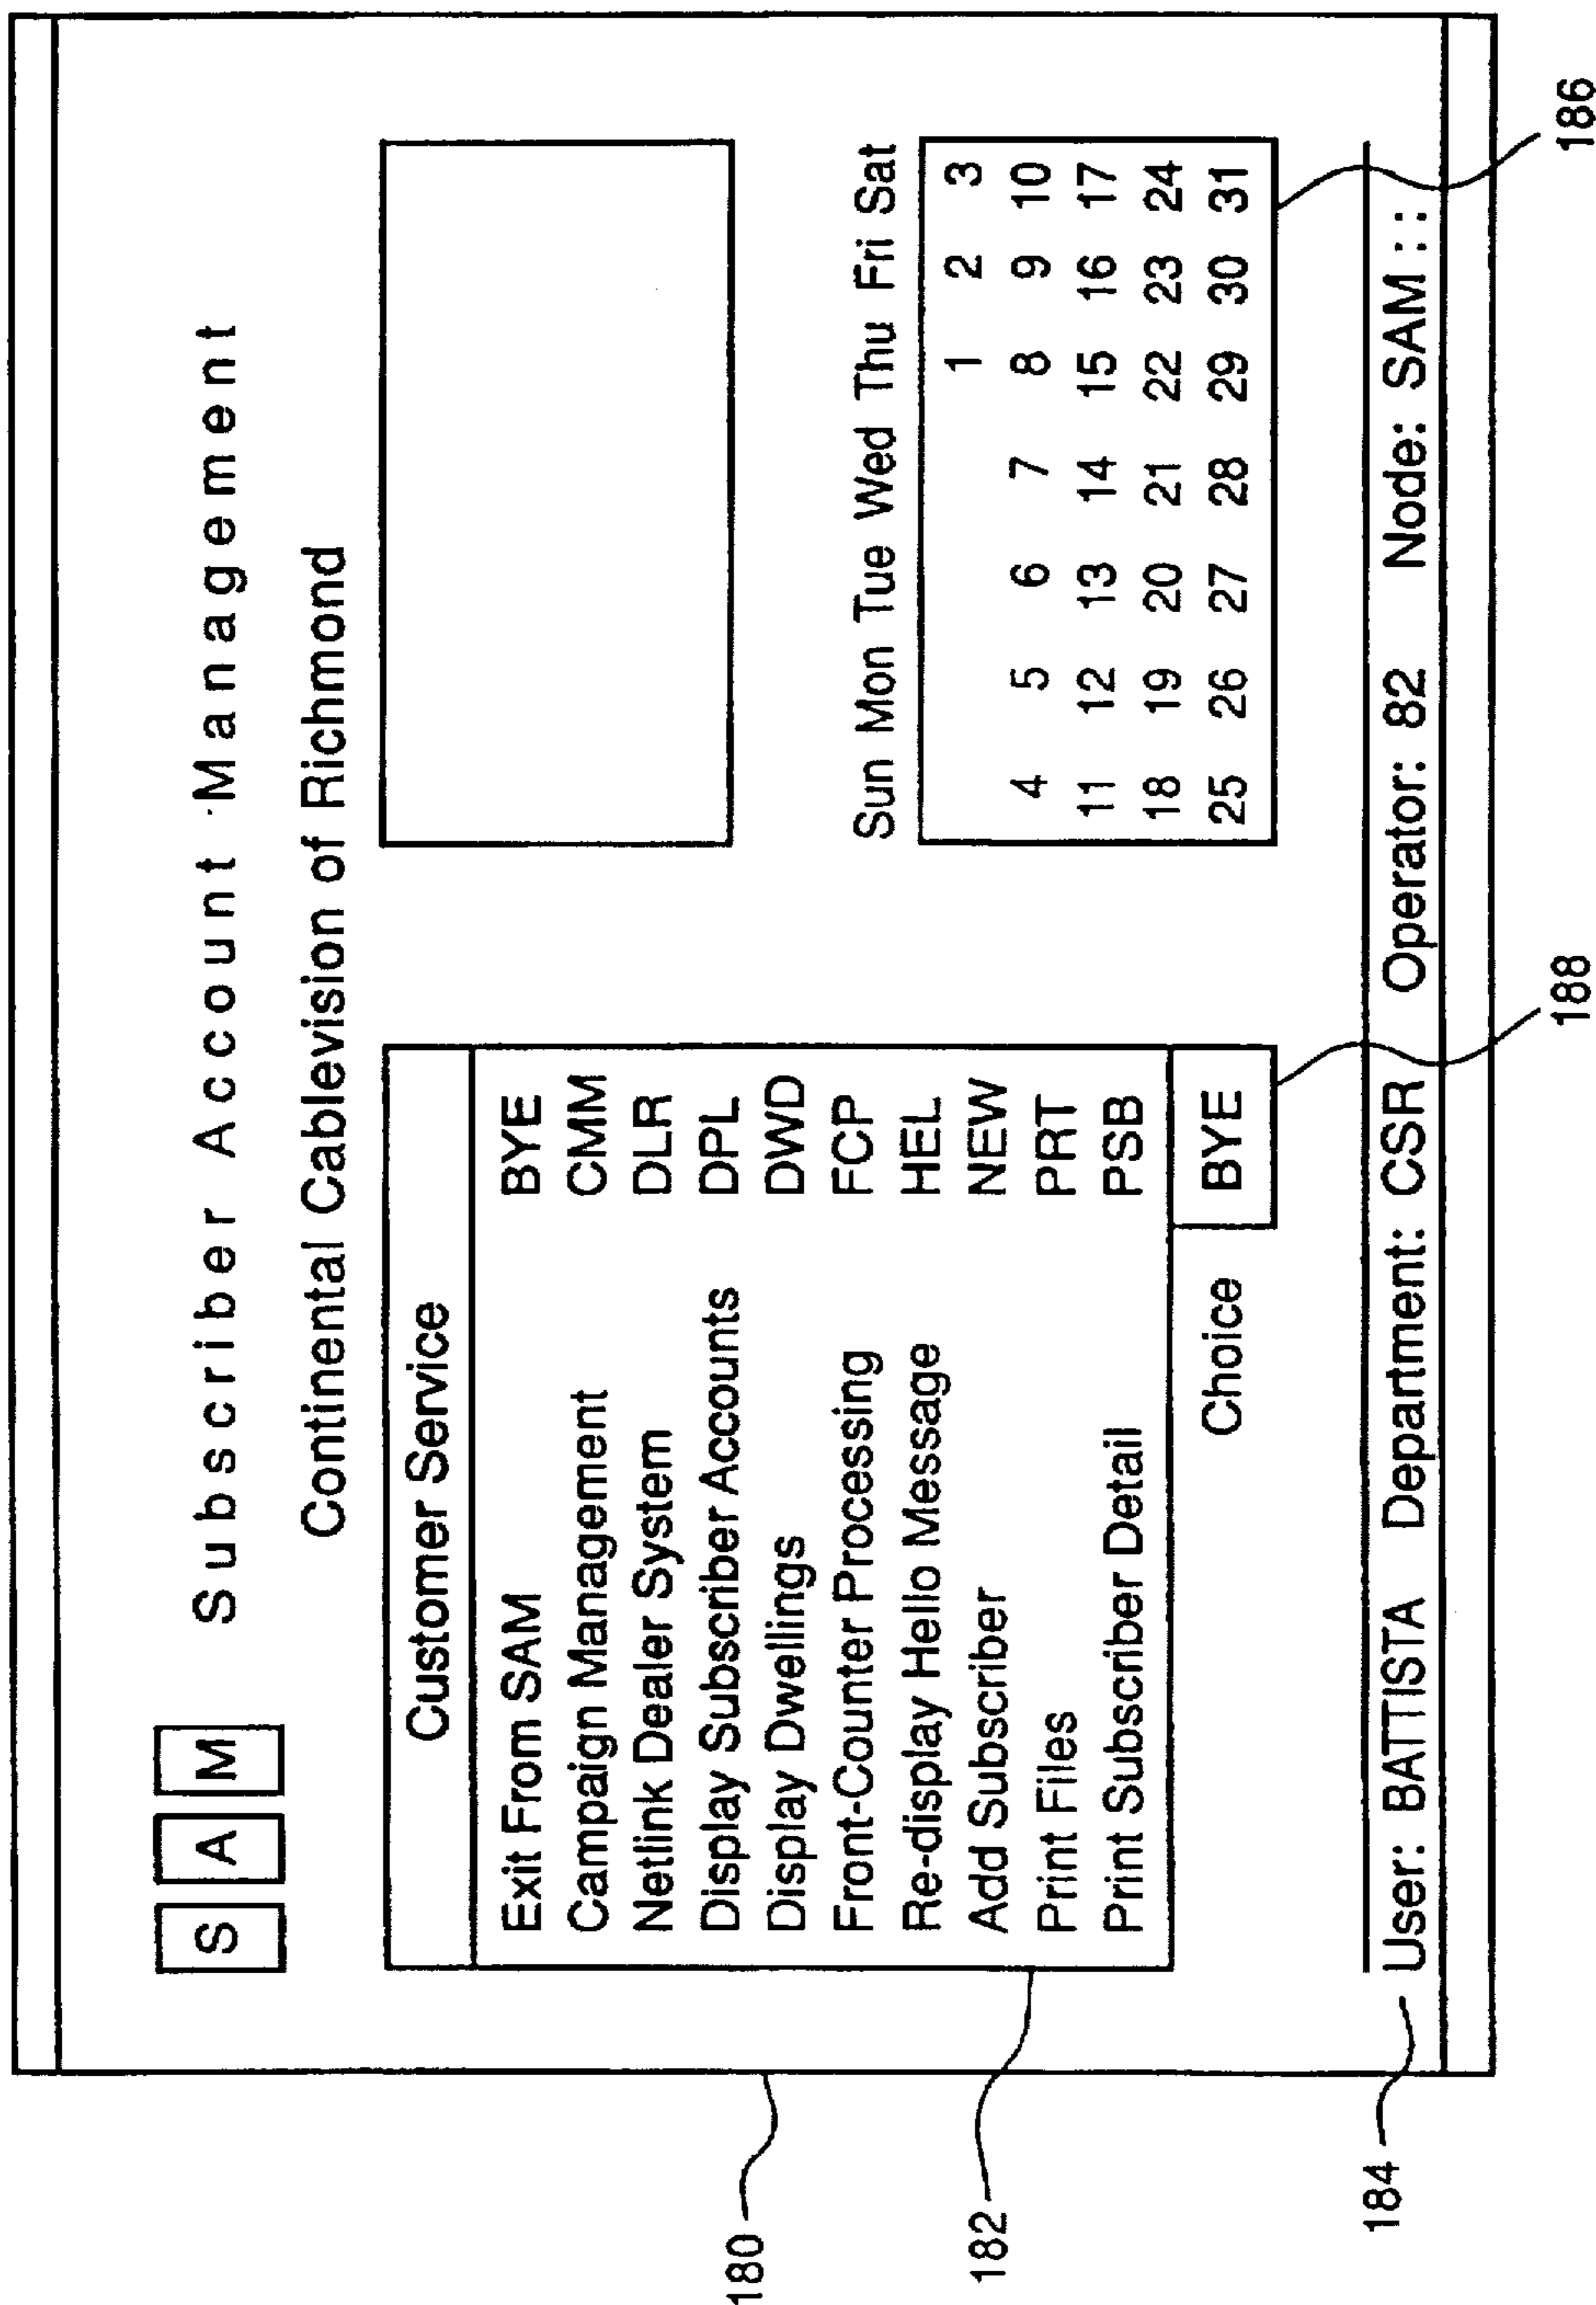 S A M Subscriber Account Management
Continental Cablevision of Richmond
Customer Service
Exit From SAM BYE
Campaign Management CMM
Netlink Dealer System DLR
Display Subscriber Accounts DPL
Display Dwellings DWD
Front-Counter Processing FCP
Re-display Hello Message HEL
Add Subscriber NEW
Print Files PRT
Print Subscriber Detail PSB
Choice BYE
Sun Mon Tue Wed Thu Fri Sat
1 2 3
4 5 6 7 8 9 10
11 12 13 14 15 16 17
18 19 20 21 22 23 24
25 26 27 28 29 30 31
User: BATTISTA Department: CSR Operator: 82 Node: SAM : :
180
182
184
188
186